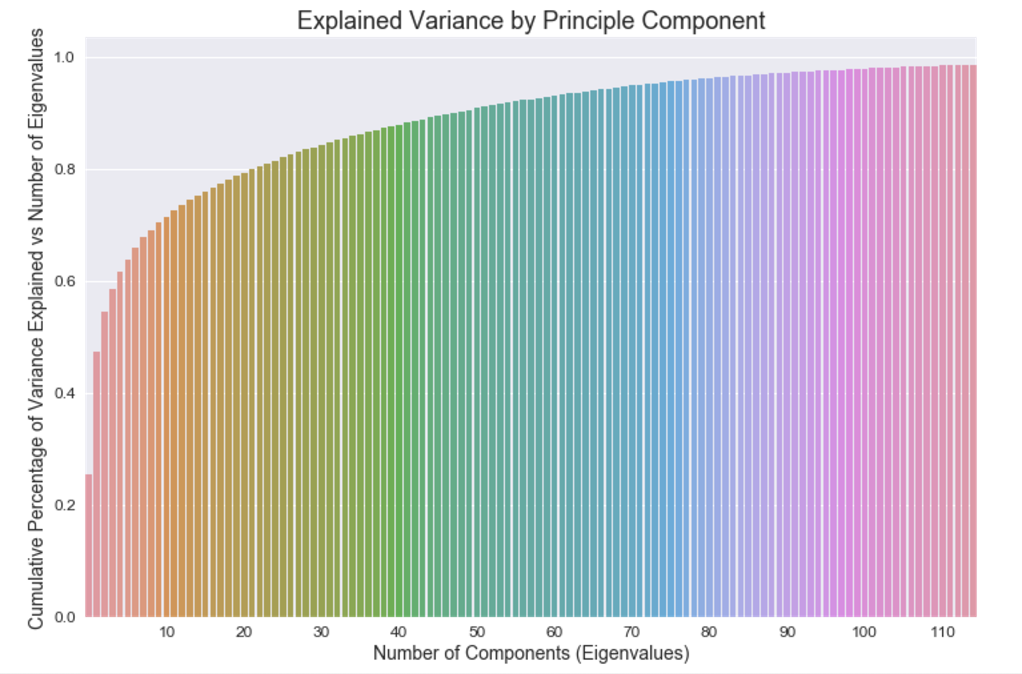 Explained Variance by Principle Component
Cumulative Percentage of Variance Explained vs Number of Eigenvalues
1.0
0.8
0.6
0.4
0.2
0.0
10 20 30 40 50 60 70 80 90 100 110
Number of Components (Eigenvalues)